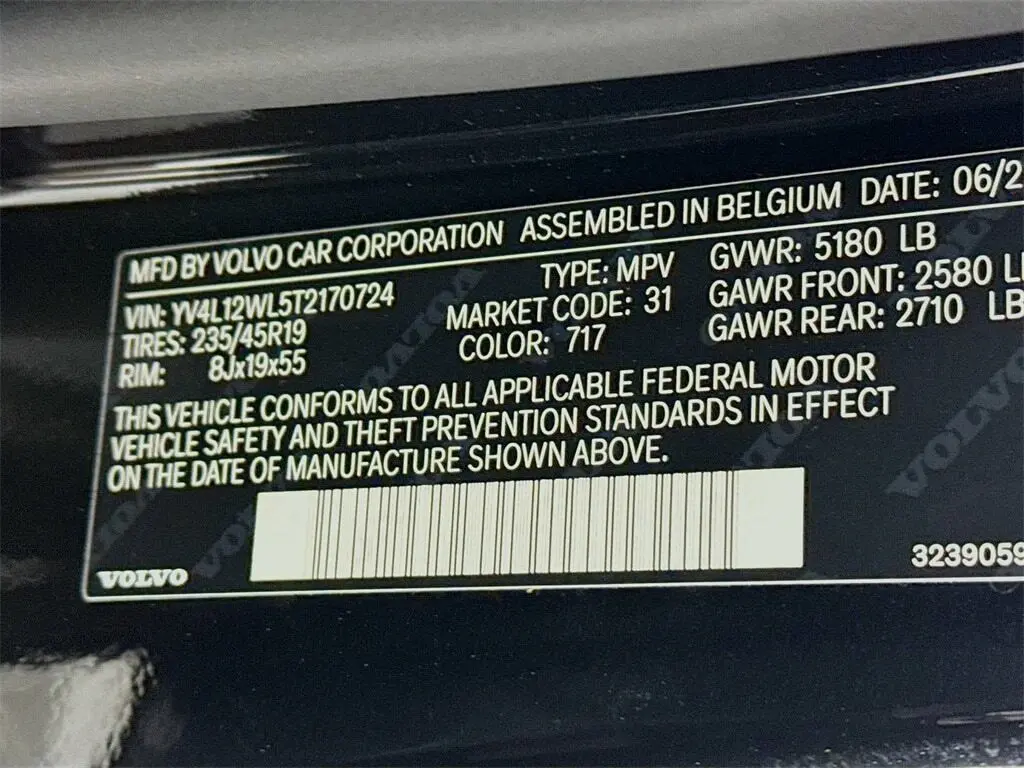 MFD BY VOLVO CAR CORPORATION ASSEMBLED IN BELGIUM DATE: 06/2
VIN: YV4L12WL5T2170724 TYPE: MPV GVWR: 5180 LB
TIRES: 235/45R19 MARKET CODE: 31 GAWR FRONT: 2580 L
RIM: 8Jx19x55 COLOR: 717 GAWR REAR: 2710 LB
THIS VEHICLE CONFORMS TO ALL APPLICABLE FEDERAL MOTOR
VEHICLE SAFETY AND THEFT PREVENTION STANDARDS IN EFFECT
ON THE DATE OF MANUFACTURE SHOWN ABOVE.
VOLVO 3239059